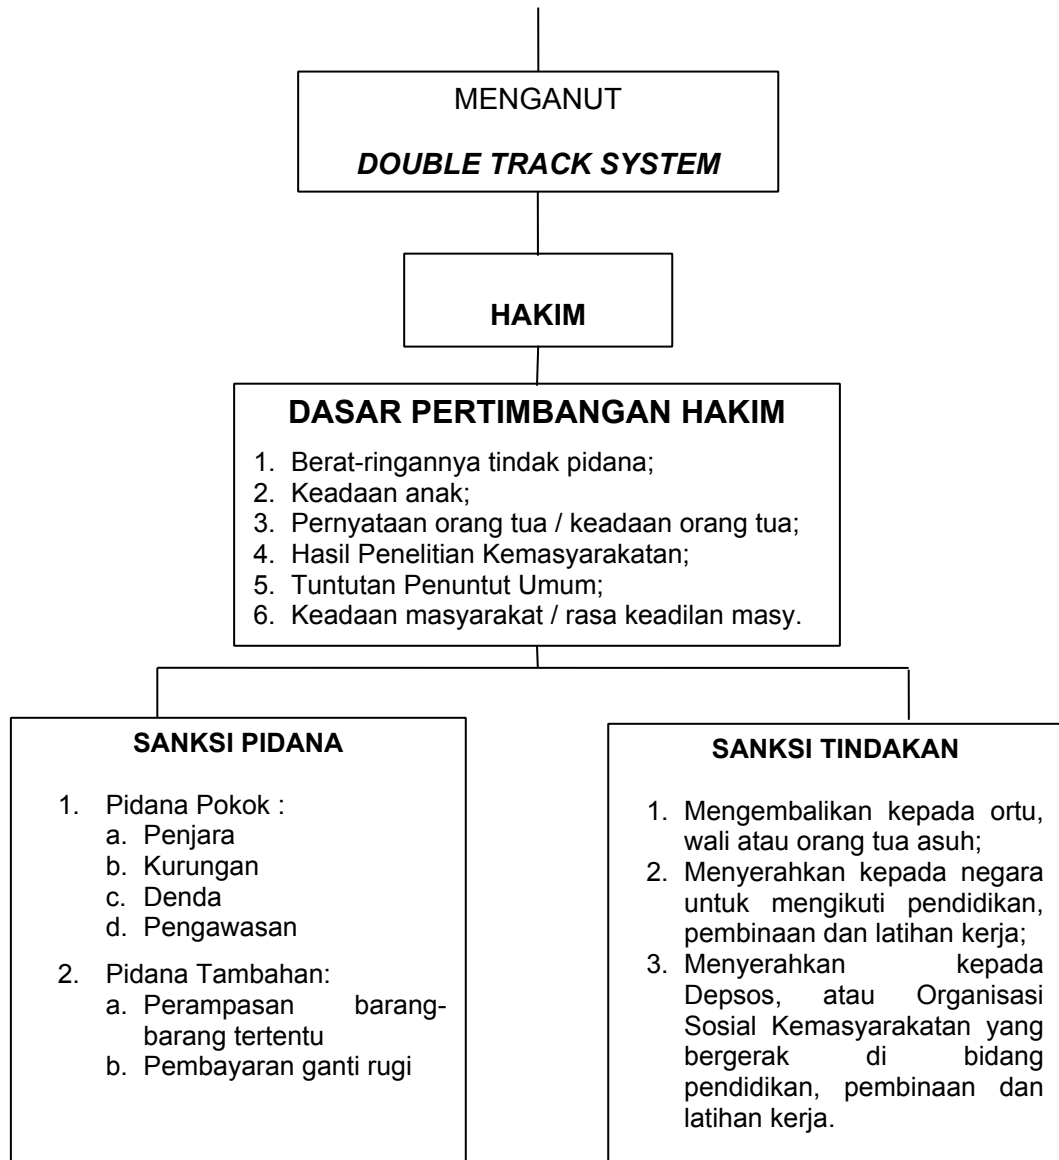 MENGANUT
DOUBLE TRACK SYSTEM
HAKIM
DASAR PERTIMBANGAN HAKIM
1. Berat-ringannya tindak pidana;
2. Keadaan anak;
3. Pernyataan orang tua / keadaan orang tua;
4. Hasil Penelitian Kemasyarakatan;
5. Tuntutan Penuntut Umum;
6. Keadaan masyarakat / rasa keadilan masy.
SANKSI PIDANA
1. Pidana Pokok :
a. Penjara
b. Kurungan
c. Denda
d. Pengawasan
2. Pidana Tambahan:
a. Perampasan barang-
barang tertentu
b. Pembayaran ganti rugi
SANKSI TINDAKAN
1. Mengembalikan kepada ortu,
wali atau orang tua asuh;
2. Menyerahkan kepada negara
untuk mengikuti pendidikan,
pembinaan dan latihan kerja;
3. Menyerahkan kepada
Depsos, atau Organisasi
Sosial Kemasyarakatan yang
bergerak di bidang
pendidikan, pembinaan dan
latihan kerja.